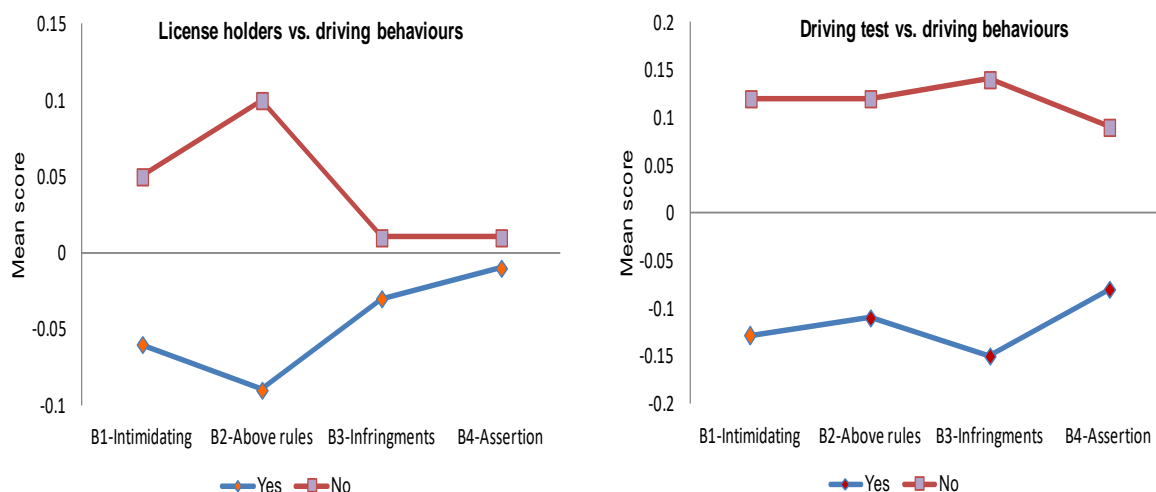 License holders vs. driving behaviours
Mean score
0.15
0.1
0.05
0
-0.05
-0.1
B1-Intimidating B2-Above rules B3-Infringments B4-Assertion
Yes No
Driving test vs. driving behaviours
Mean score
0.2
0.15
0.1
0.05
0
-0.05
-0.1
-0.15
-0.2
B1-Intimidating B2-Above rules B3-Infringments B4-Assertion
Yes No